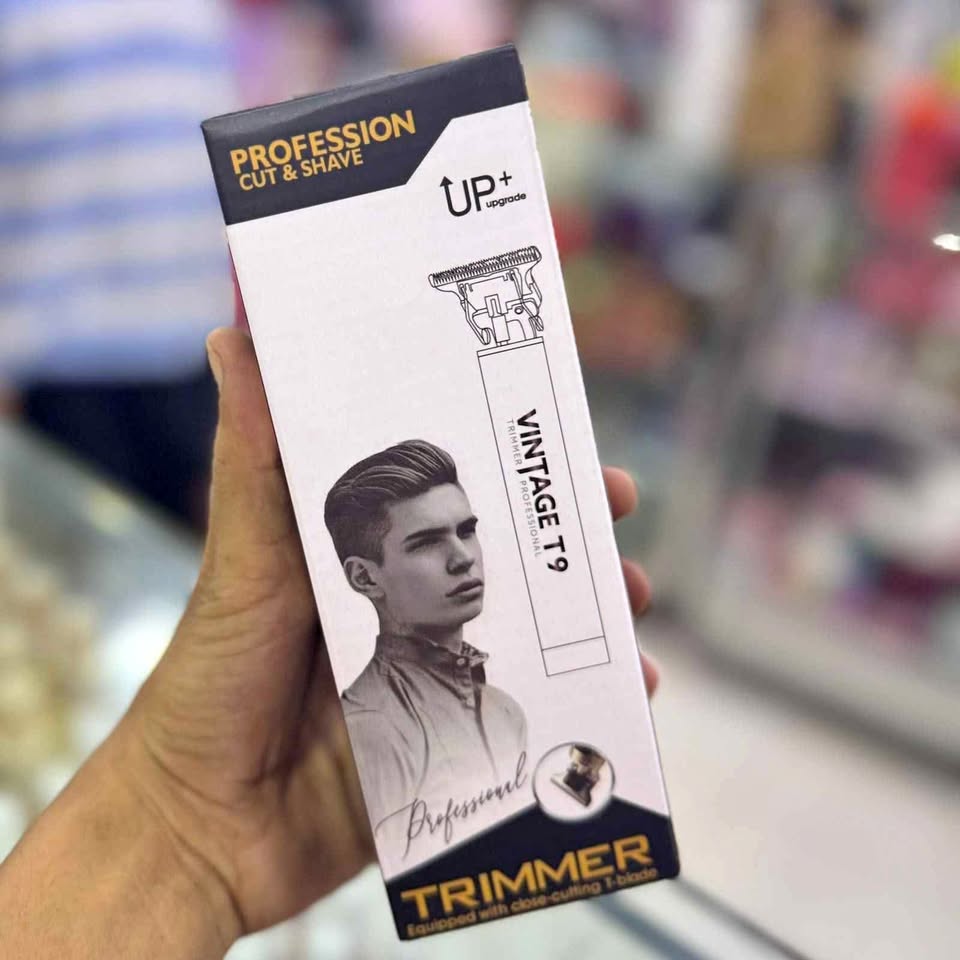 PROFESSION
CUT & SHAVE
UP+
upgrade
VINTAGE T9
TRIMMER PROFESSIONAL
Professional
TRIMMER
Equipped with close-cutting T-blade